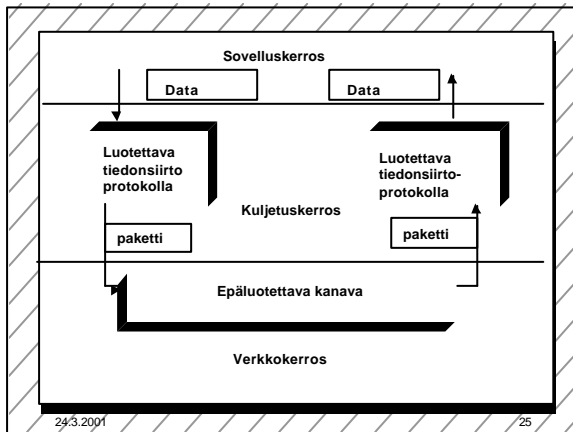 Sovelluskerros
Data
Data
Luotettava
tiedonsiirto
protokolla
Luotettava
tiedonsiirto-
protokolla
Kuljetuskerros
paketti
paketti
Epäluotettava kanava
Verkkokerros
24.3.2001
25